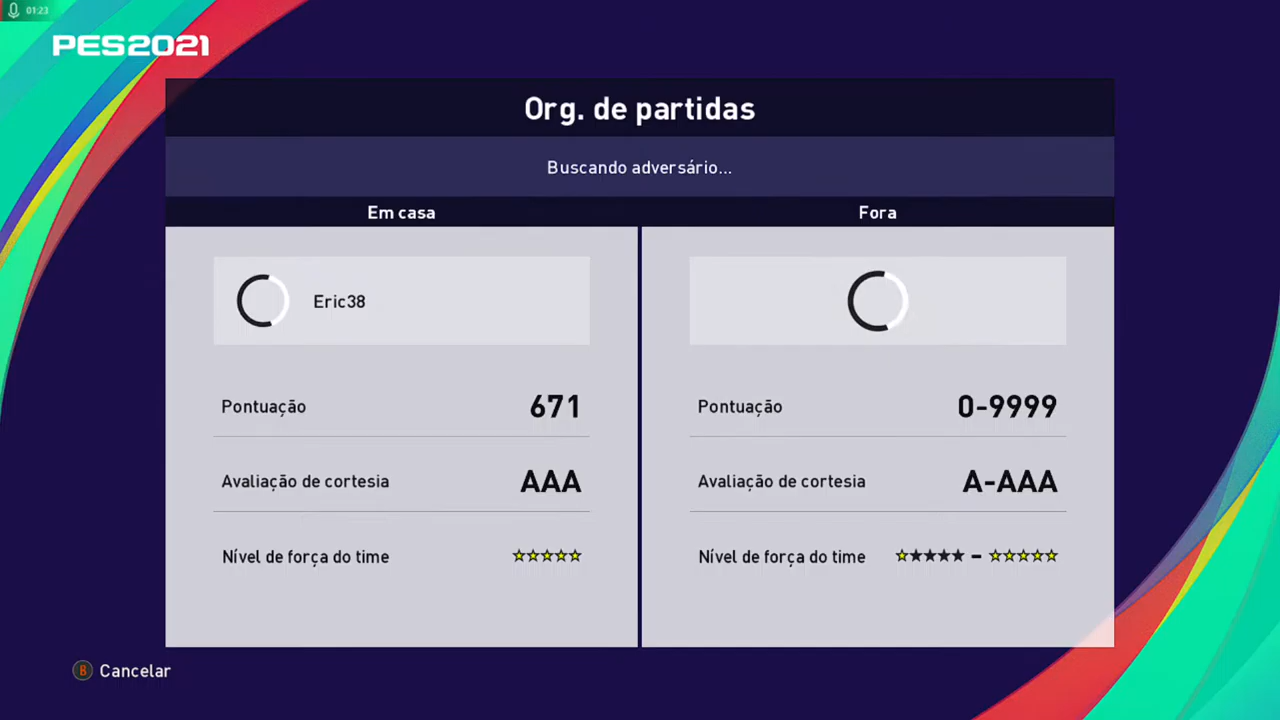 01:23
PES2021
Org. de partidas
Buscando adversário...
Em casa
Fora
Eric38
Pontuação 671
Pontuação 0-9999
Avaliação de cortesia AAA
Avaliação de cortesia A-AAA
Nível de força do time
Nível de força do time
B Cancelar